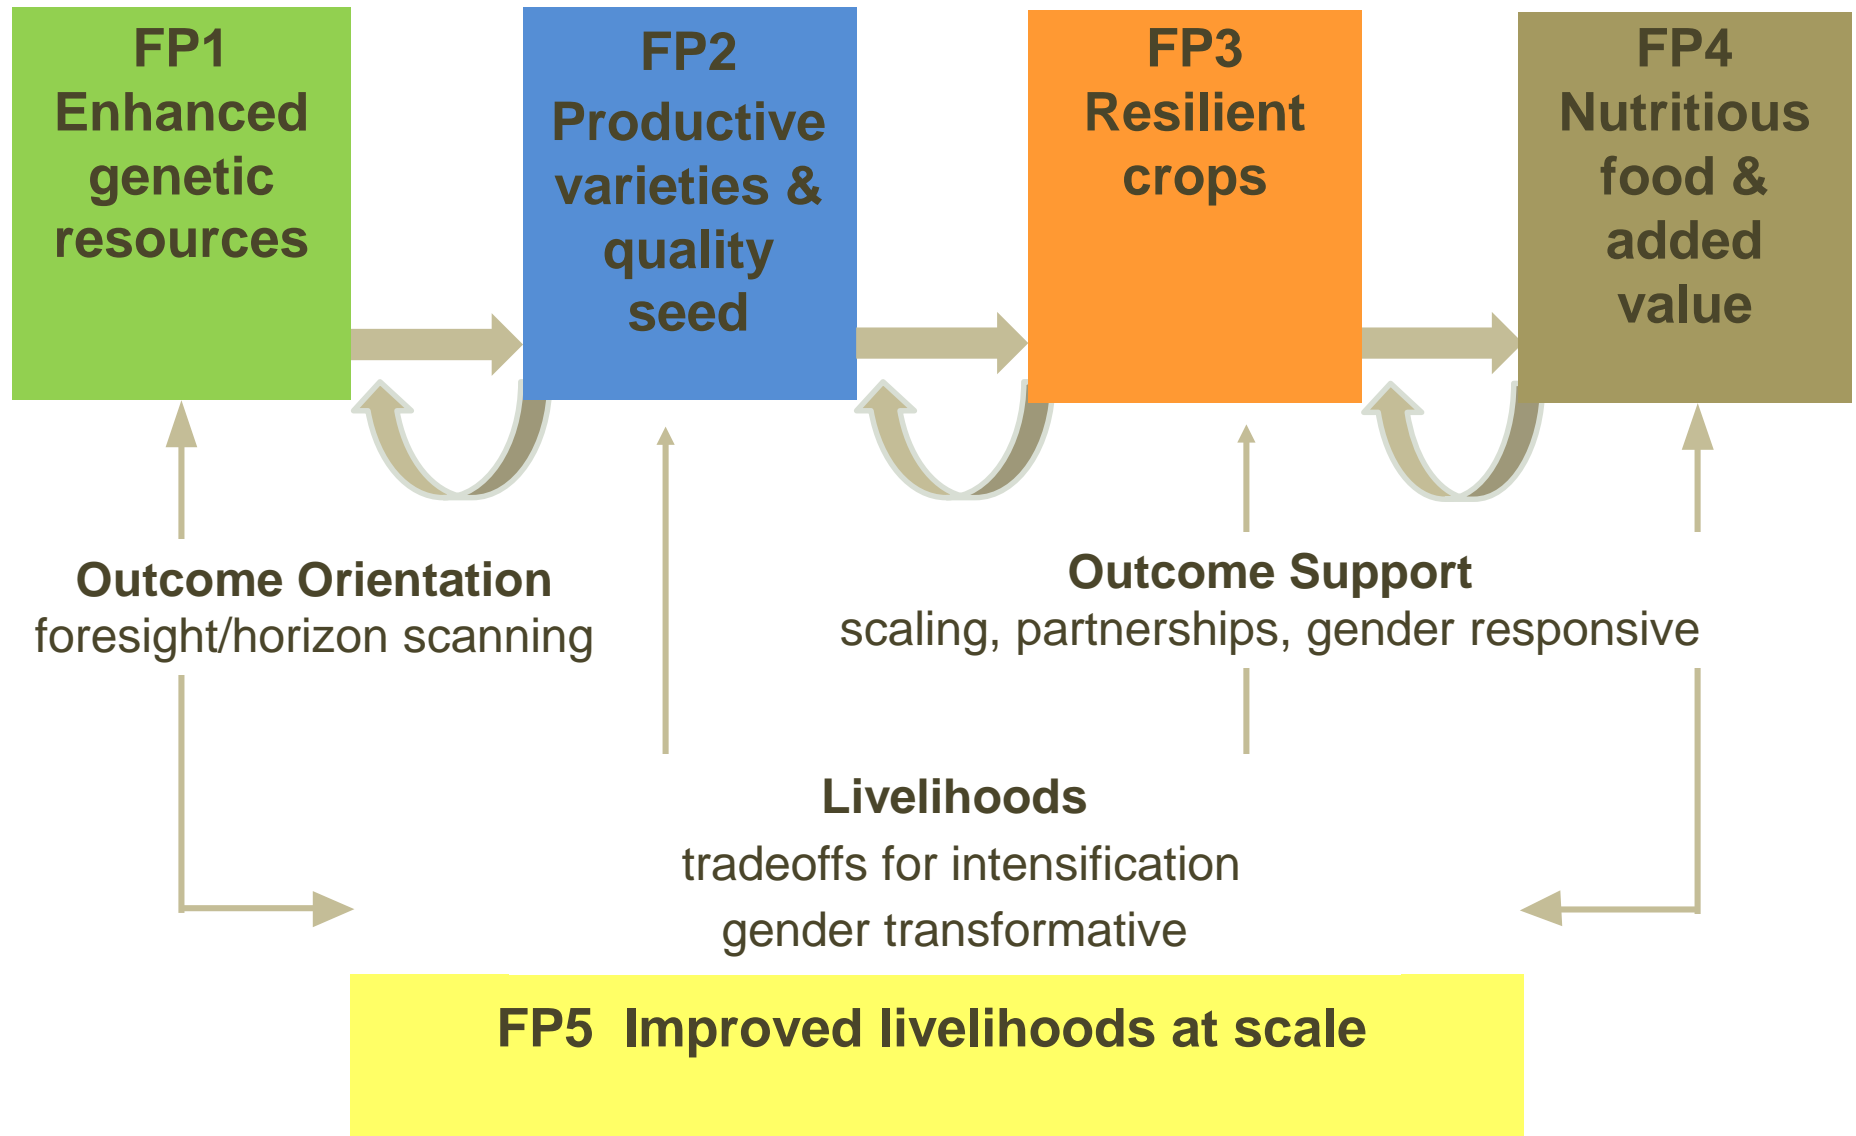 FP1
Enhanced
genetic
resources
FP2
Productive
varieties &
quality
seed
FP3
Resilient
crops
FP4
Nutritious
food &
added
value
Outcome Orientation
foresight/horizon scanning
Outcome Support
scaling, partnerships, gender responsive
Livelihoods
tradeoffs for intensification
gender transformative
FP5  Improved livelihoods at scale